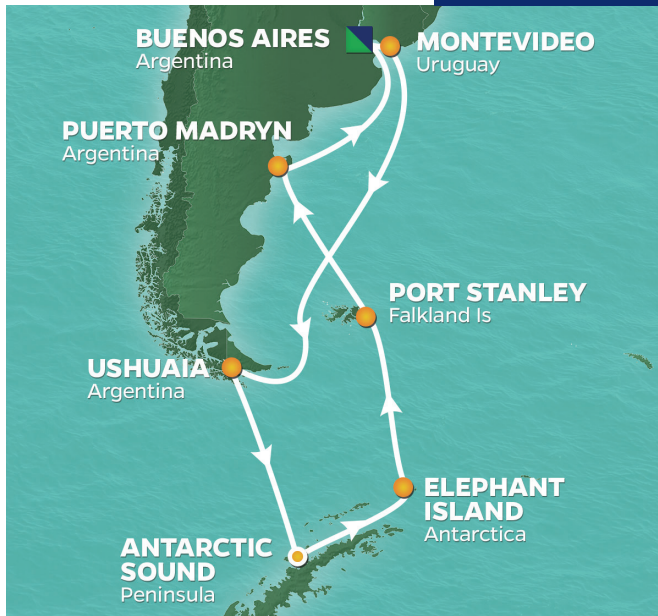 BUENOS AIRES
Argentina
MONTEVIDEO
Uruguay
PUERTO MADRYN
Argentina
PORT STANLEY
Falkland Is
USHUAIA
Argentina
ELEPHANT
ISLAND
Antarctica
ANTARCTIC
SOUND
Peninsula